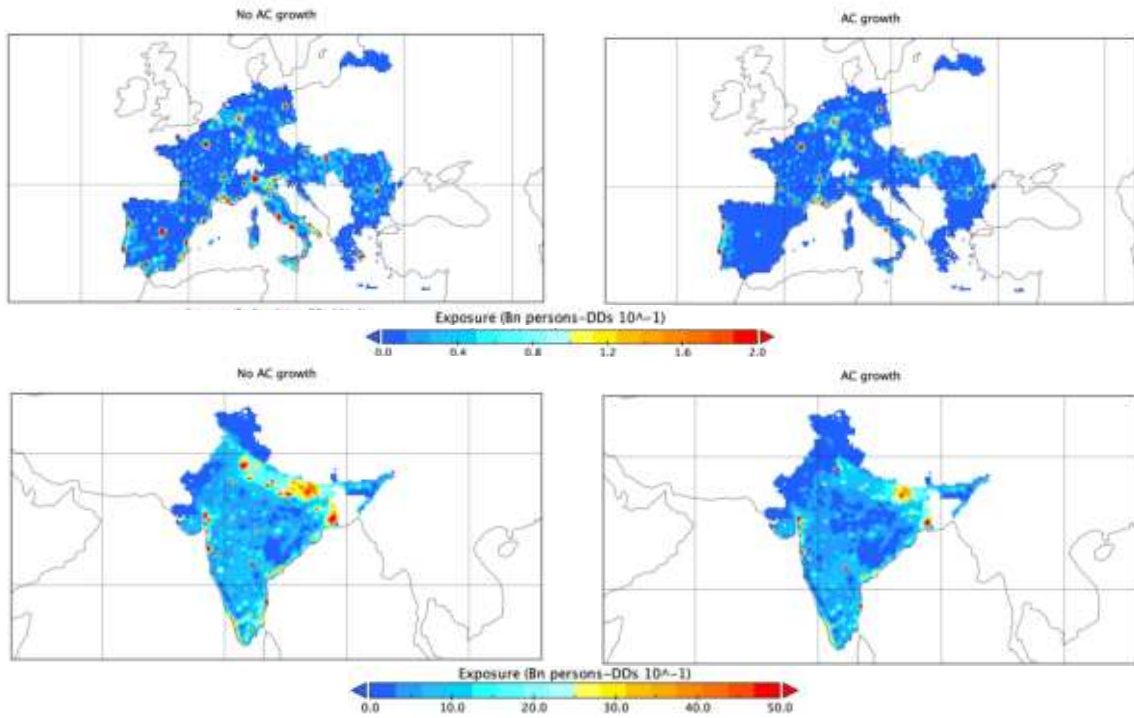 No AC growth
AC growth
Exposure (Bn persons-DDs 10^-1)
0.0 0.4 0.8 1.2 1.6 2.0
No AC growth
AC growth
Exposure (Bn persons-DDs 10^-1)
0.0 10.0 20.0 30.0 40.0 50.0